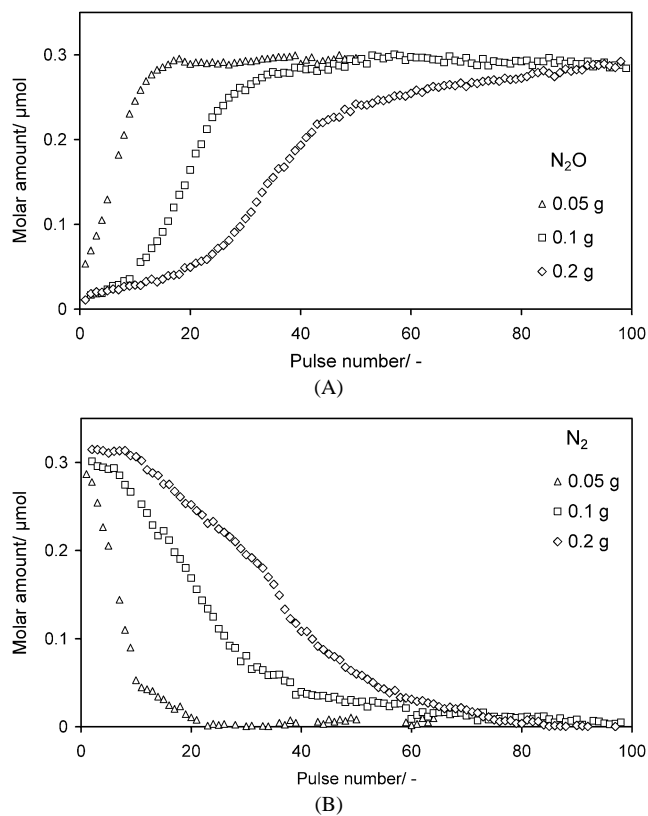 0.3
0.2
0.1
0
Molar amount/ μmol
N₂O
0.05 g
0.1 g
0.2 g
0 20 40 60 80 100
Pulse number/ -
(A)
0.3
0.2
0.1
0
Molar amount/ μmol
N₂
0.05 g
0.1 g
0.2 g
0 20 40 60 80 100
Pulse number/ -
(B)